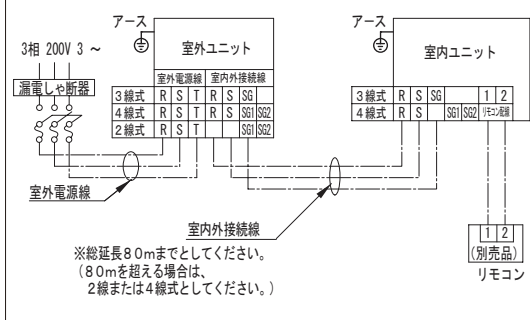 アース
3相 200V 3 ~
漏電しゃ断器
室外ユニット
室外電源線 室内外接続線
3線式 R S T R S SG
4線式 R S T R S SG1 SG2
2線式 R S T SG1 SG2
アース
室内ユニット
3線式 R S SG 1 2
4線式 R S SG1 SG2 リモコン配線
室外電源線
室内外接続線
※総延長80mまでとしてください。
(80mを超える場合は、
2線または4線式としてください。)
1 2
(別売品)
リモコン